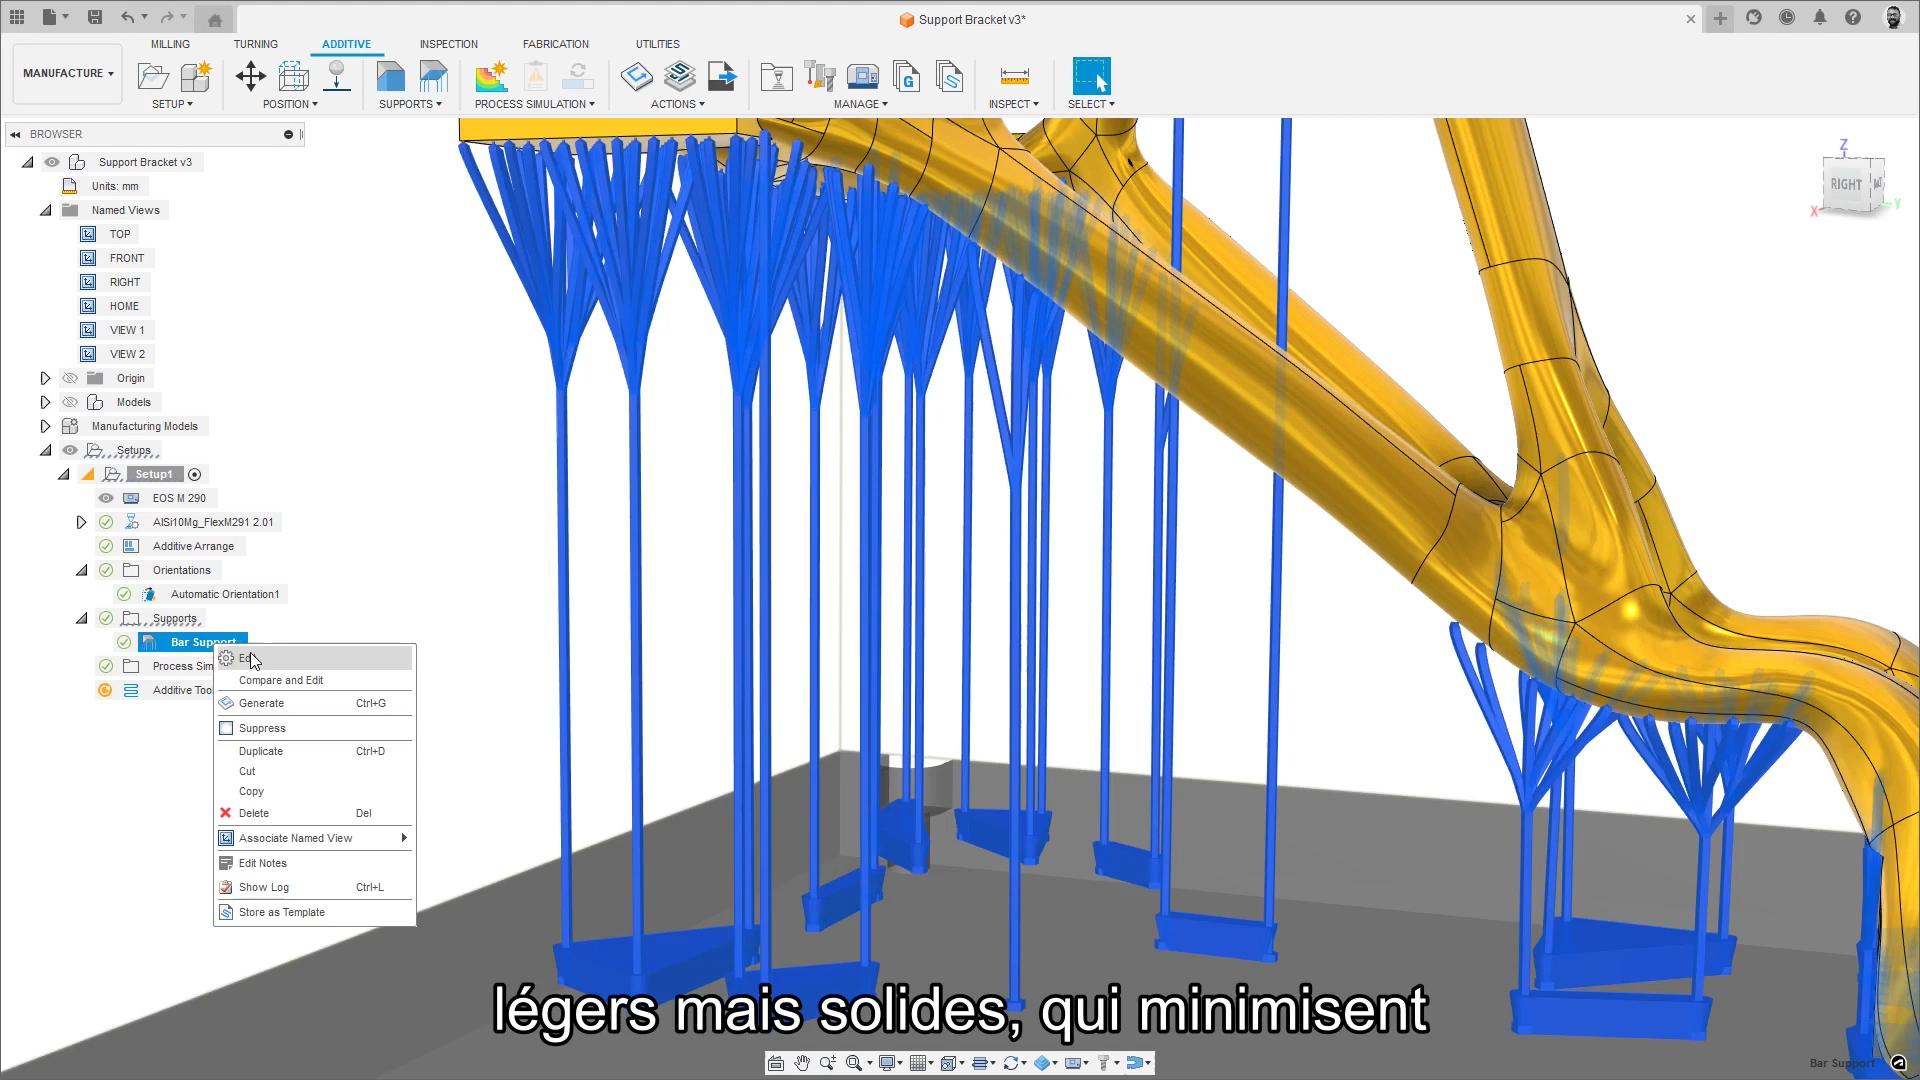 Support Bracket v3*
MILLING TURNING ADDITIVE INSPECTION FABRICATION UTILITIES
MANUFACTURE
SETUP POSITION SUPPORTS PROCESS SIMULATION ACTIONS MANAGE INSPECT SELECT
BROWSER
Support Bracket v3
Units: mm
Named Views
TOP
FRONT
RIGHT
HOME
VIEW 1
VIEW 2
Origin
Models
Manufacturing Models
Setups
Setup1
EOS M 290
AlSi10Mg_FlexM291 2.01
Additive Arrange
Orientations
Automatic Orientation1
Supports
Bar Support
Process Sim
Additive Too
Compare and Edit
Generate Ctrl+G
Suppress
Duplicate Ctrl+D
Cut
Copy
Delete Del
Associate Named View
Edit Notes
Show Log Ctrl+L
Store as Template
Z
RIGHT
X
Y
légers mais solides, qui minimisent
Bar Support